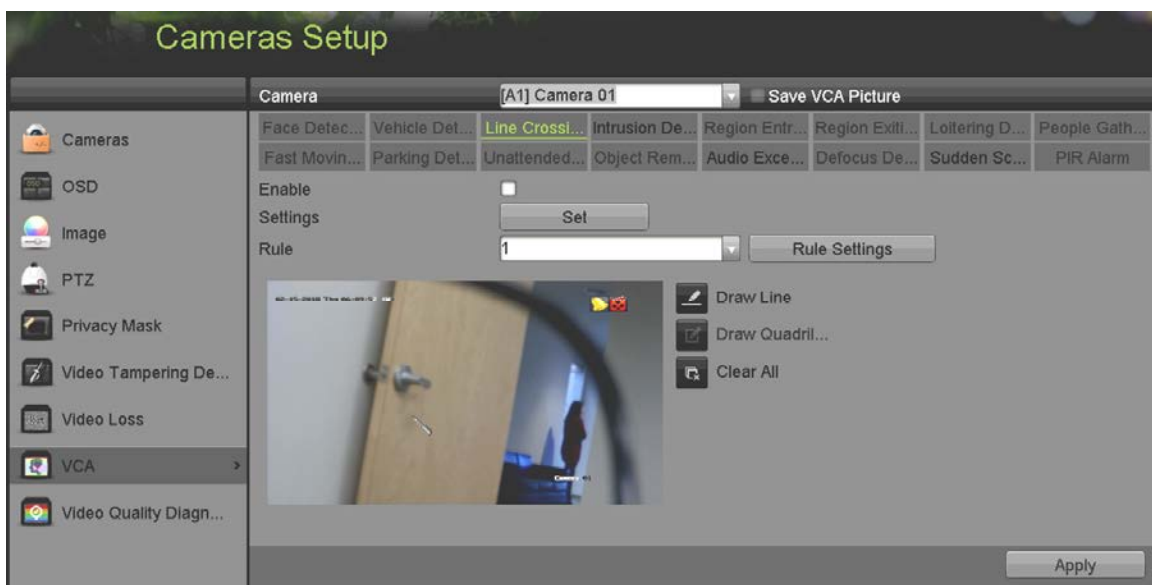 Cameras Setup
Camera [A1] Camera 01 Save VCA Picture
Face Detec... Vehicle Det... Line Crossi... Intrusion De... Region Entr... Region Exiti... Loitering D... People Gath...
Fast Movin... Parking Det... Unattended... Object Rem... Audio Exce... Defocus De... Sudden Sc... PIR Alarm
Cameras
OSD
Image
PTZ
Privacy Mask
Video Tampering De...
Video Loss
VCA
Video Quality Diagn...
Enable
Settings Set
Rule 1 Rule Settings
Draw Line
Draw Quadril...
Clear All
Camera 01
Apply